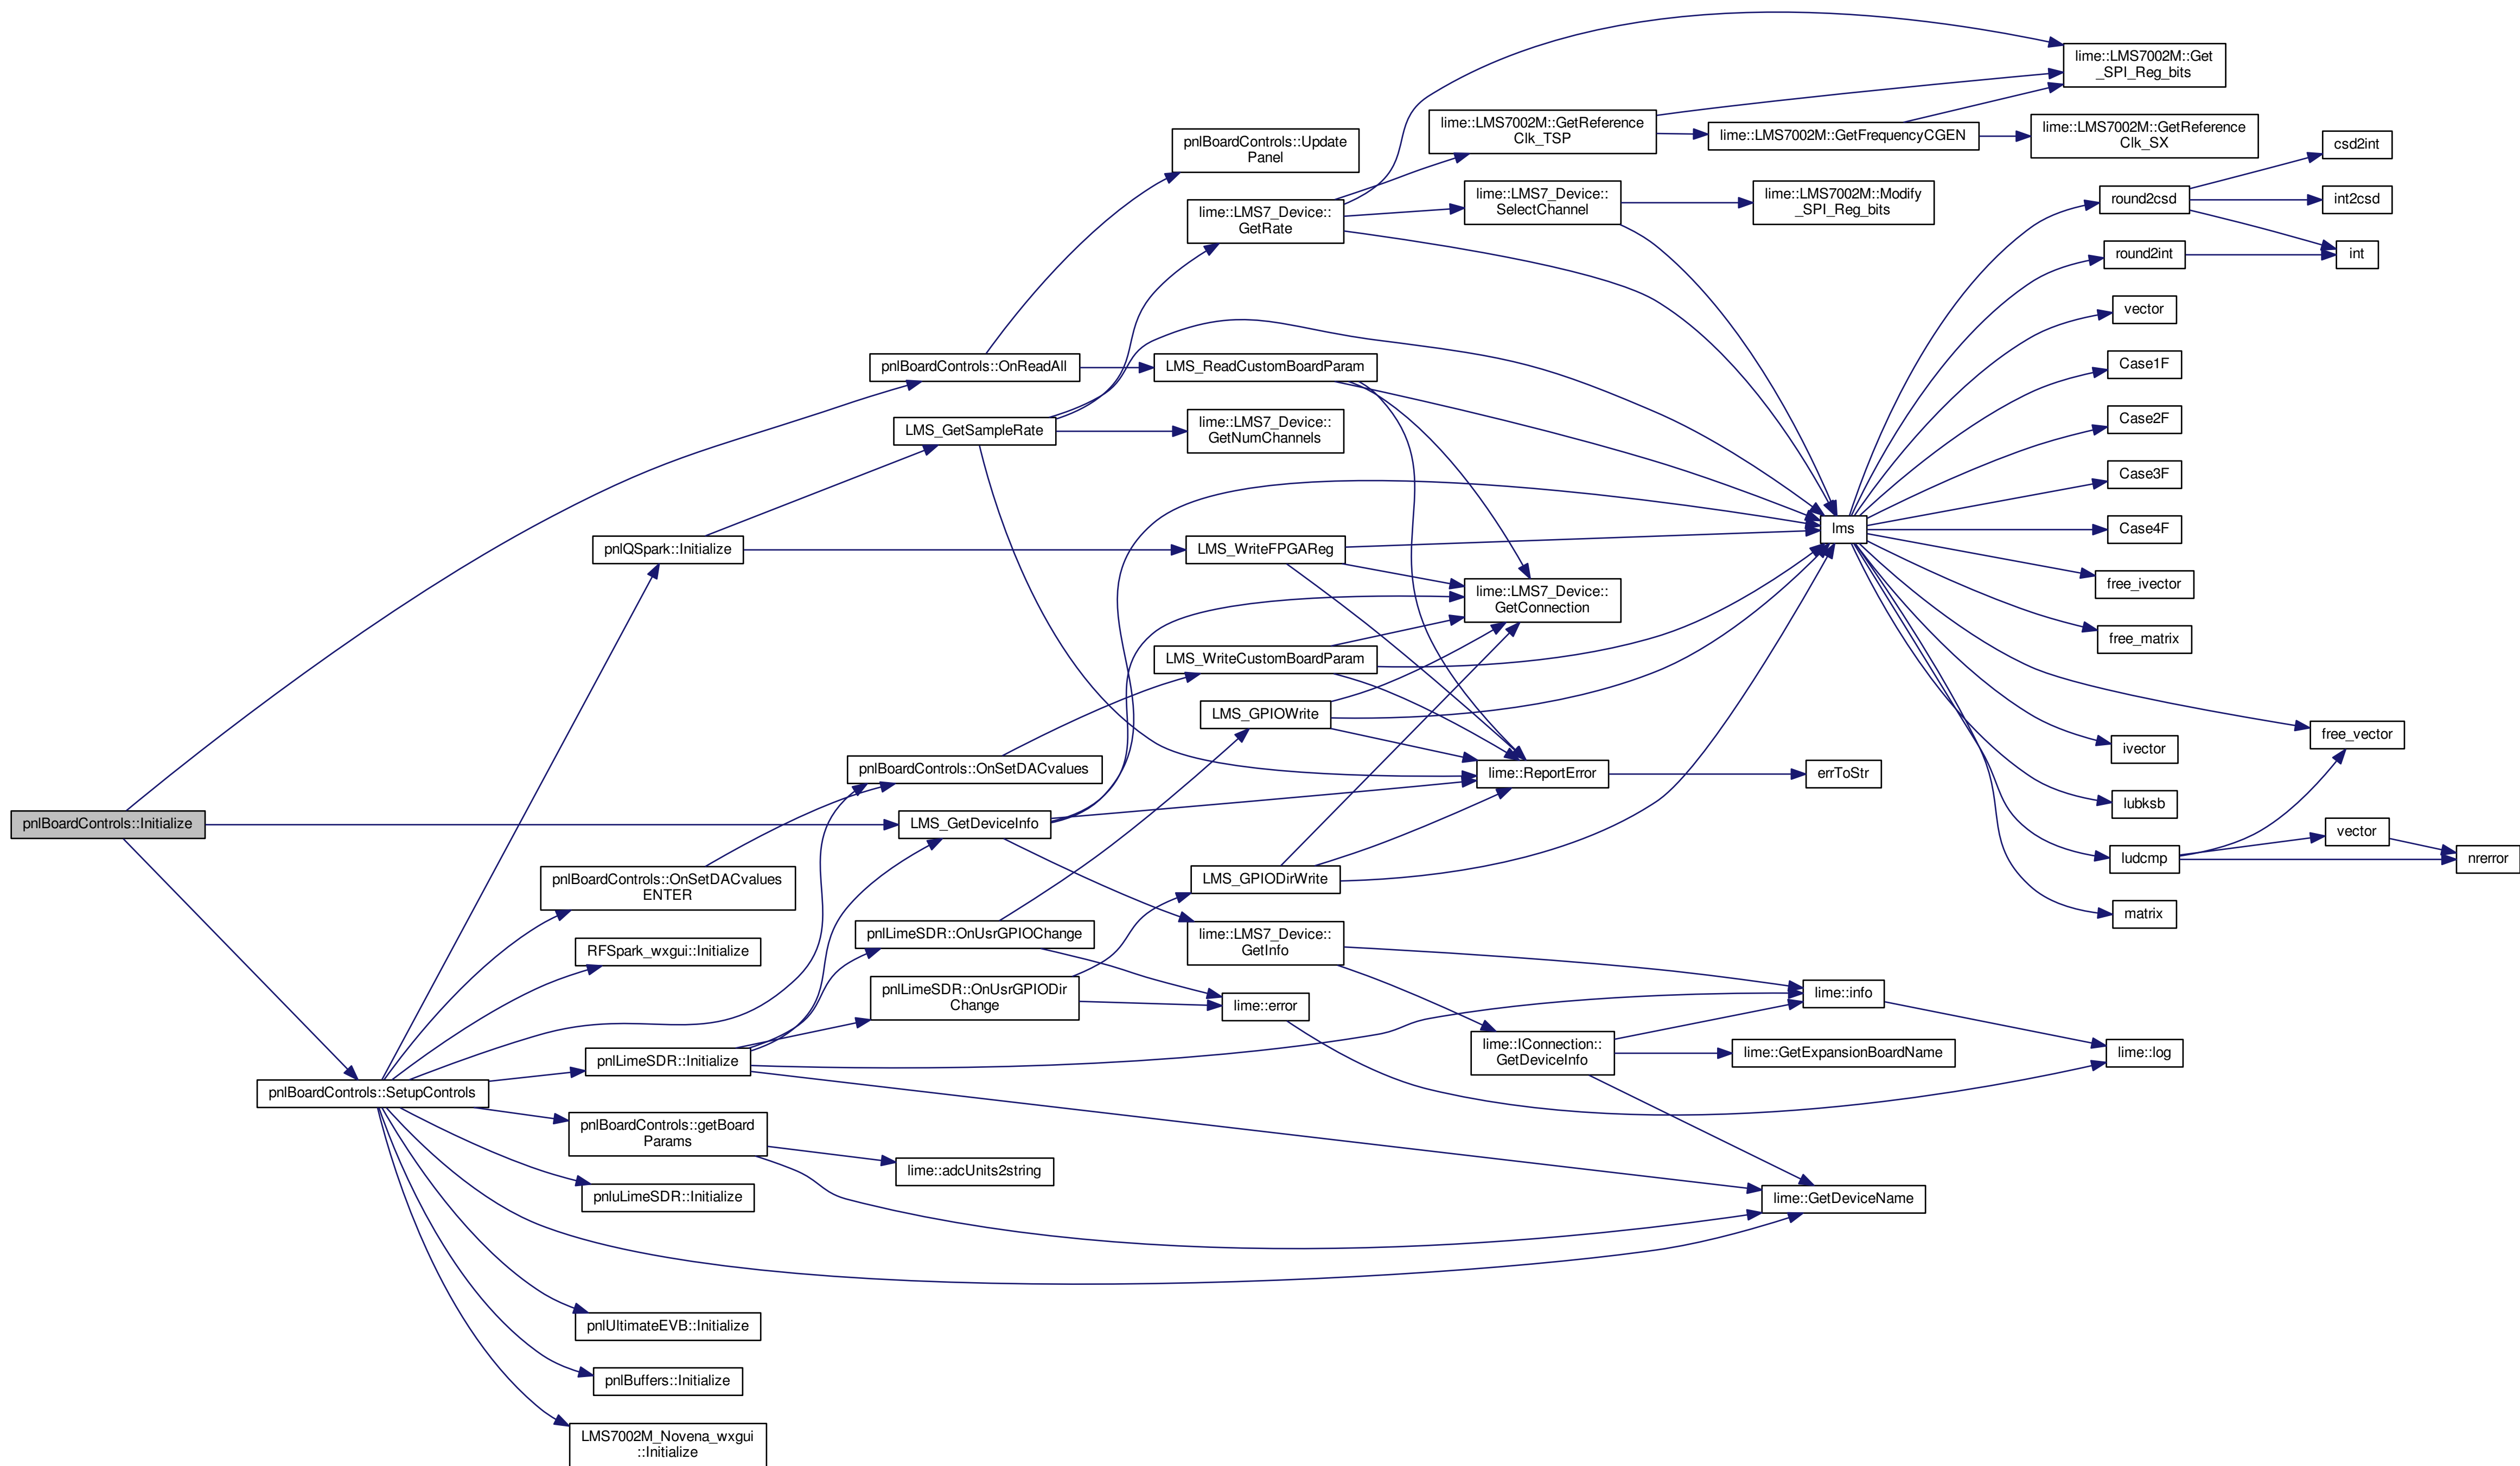 pnlBoardControls::Initialize
pnlBoardControls::SetupControls
pnlQSpark::Initialize
pnlBoardControls::OnSetDACvalues
ENTER
RFSpark_wxgui::Initialize
pnlLimeSDR::Initialize
pnlBoardControls::getBoard
Params
pnluLimeSDR::Initialize
pnlUltimateEVB::Initialize
pnlBuffers::Initialize
LMS7002M_Novena_wxgui
::Initialize
pnlBoardControls::OnReadAll
LMS_GetSampleRate
pnlBoardControls::OnSetDACvalues
LMS_GetDeviceInfo
pnlLimeSDR::OnUsrGPIOChange
pnlLimeSDR::OnUsrGPIODir
Change
lime::adcUnits2string
pnlBoardControls::Update
Panel
lime::LMS7_Device::
GetRate
LMS_ReadCustomBoardParam
lime::LMS7_Device::
GetNumChannels
LMS_WriteFPGAReg
LMS_WriteCustomBoardParam
LMS_GPIOWrite
LMS_GPIODirWrite
lime::LMS7_Device::
GetInfo
lime::error
lime::LMS7002M::GetReference
Clk_TSP
lime::LMS7_Device::
SelectChannel
lime::LMS7_Device::
GetConnection
lime::ReportError
lime::IConnection::
GetDeviceInfo
lime::LMS7002M::GetFrequencyCGEN
lime::LMS7002M::Modify
_SPI_Reg_bits
lms
errToStr
lime::info
lime::GetExpansionBoardName
lime::GetDeviceName
lime::LMS7002M::Get
_SPI_Reg_bits
lime::LMS7002M::GetReference
Clk_SX
round2csd
round2int
vector
Case1F
Case2F
Case3F
Case4F
free_ivector
free_matrix
ivector
lubksb
ludcmp
matrix
lime::log
csd2int
int2csd
int
free_vector
vector
nrerror